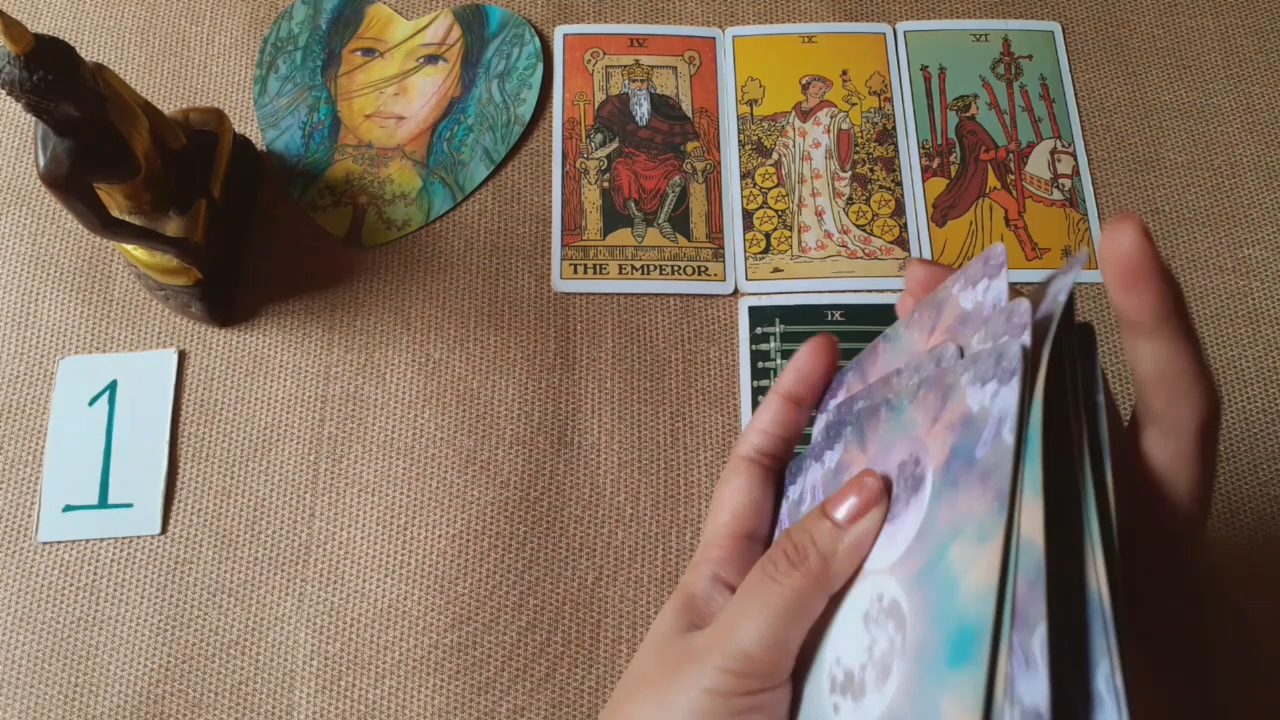 IV
THE EMPEROR.
IX
VI
IX
1